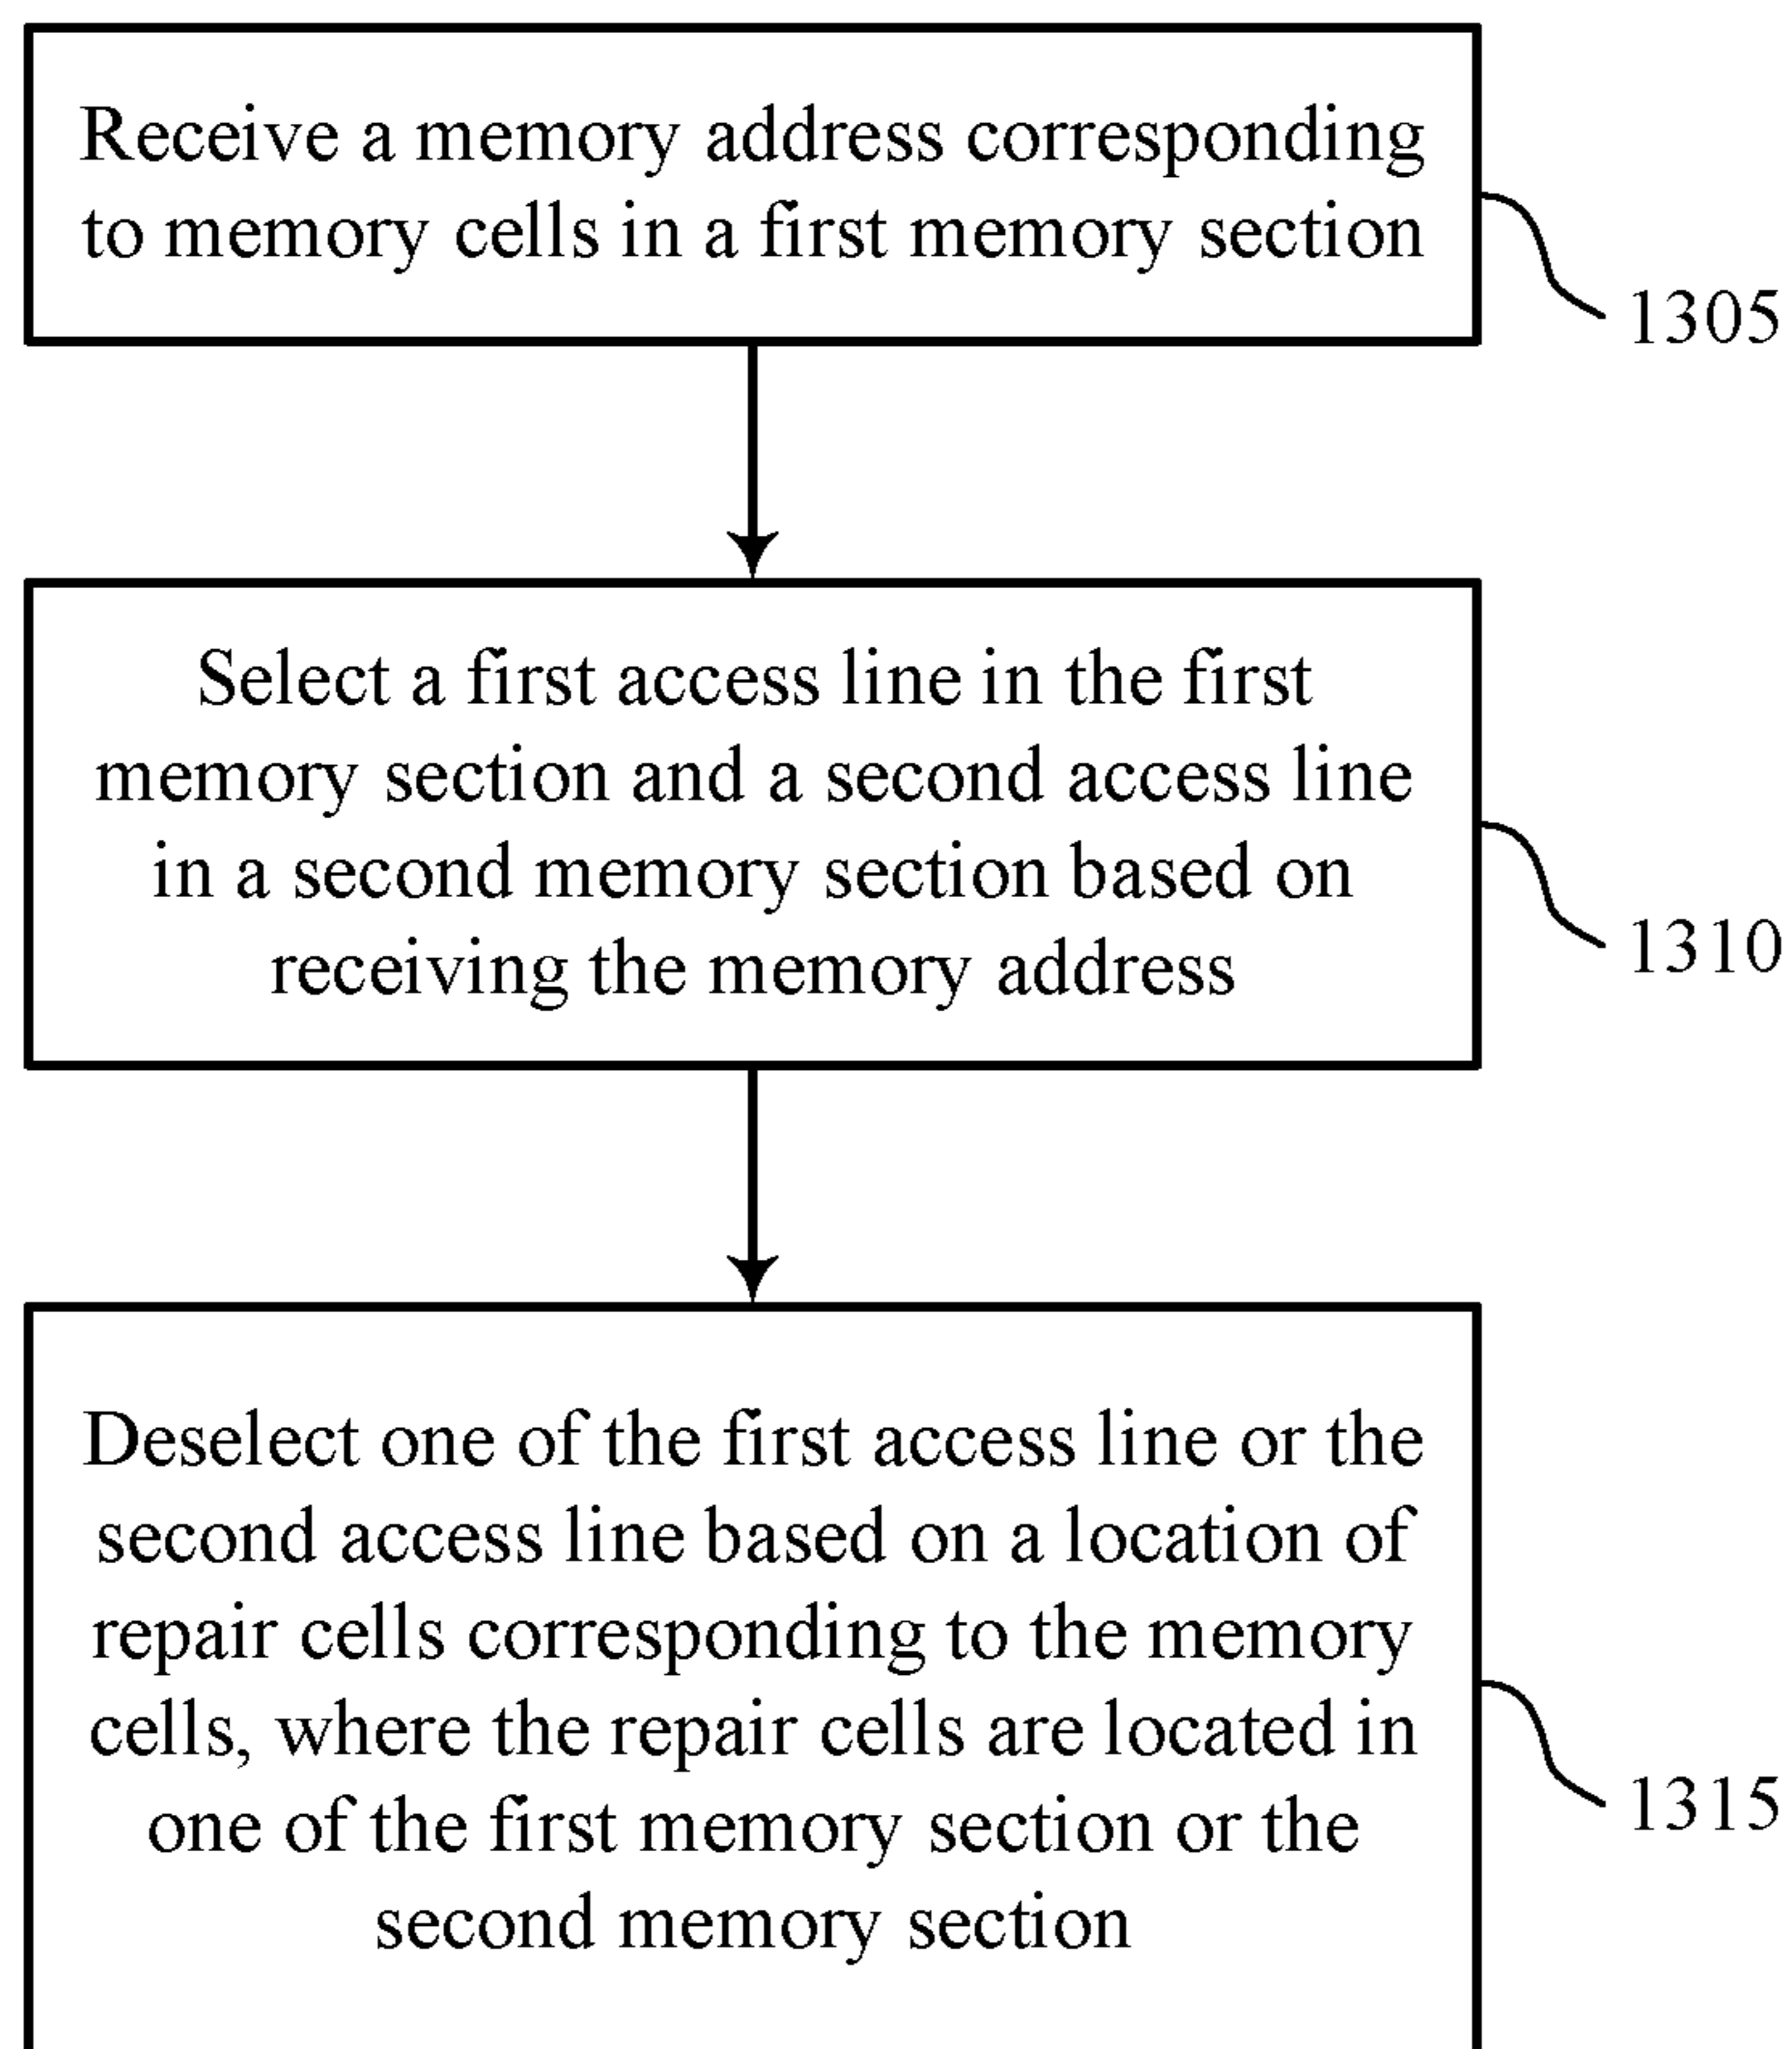 Receive a memory address corresponding
to memory cells in a first memory section
1305
Select a first access line in the first
memory section and a second access line
in a second memory section based on
receiving the memory address
1310
Deselect one of the first access line or the
second access line based on a location of
repair cells corresponding to the memory
cells, where the repair cells are located in
one of the first memory section or the
second memory section
1315